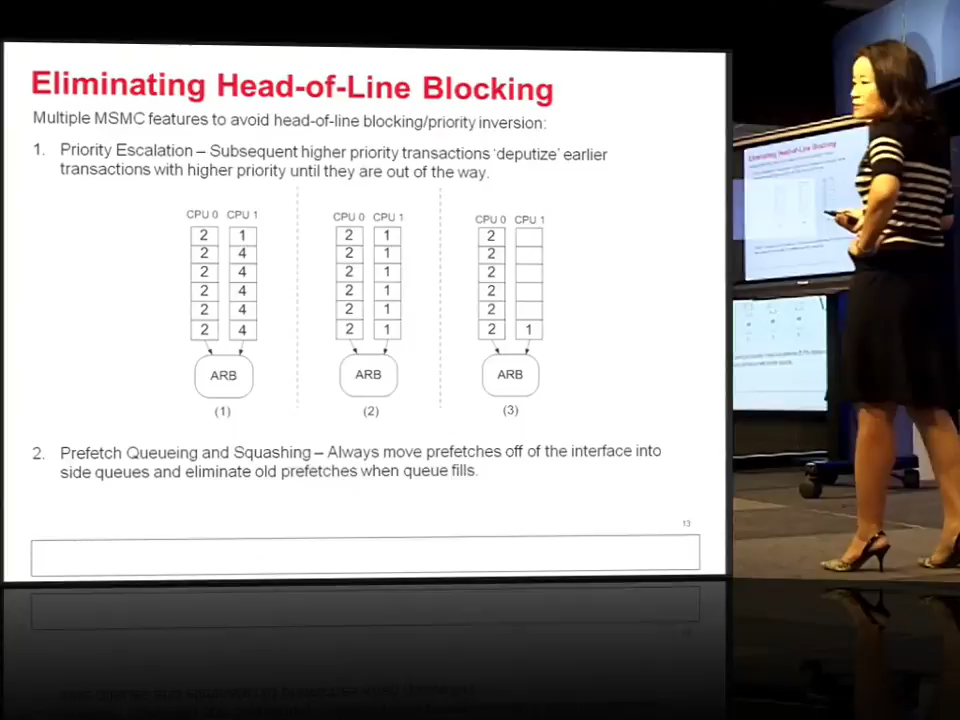 Eliminating Head-of-Line Blocking
Multiple MSMC features to avoid head-of-line blocking/priority inversion:
1. Priority Escalation – Subsequent higher priority transactions 'deputize' earlier
transactions with higher priority until they are out of the way.
CPU 0 CPU 1 CPU 0 CPU 1 CPU 0 CPU 1
2 1 2 1 2
2 4 2 1 2
2 4 2 1 2
2 4 2 1 2
2 4 2 1 2
2 4 2 1 2 1
ARB ARB ARB
(1) (2) (3)
2. Prefetch Queueing and Squashing – Always move prefetches off of the interface into
side queues and eliminate old prefetches when queue fills.
13
Eliminating Head-of-Line Blocking